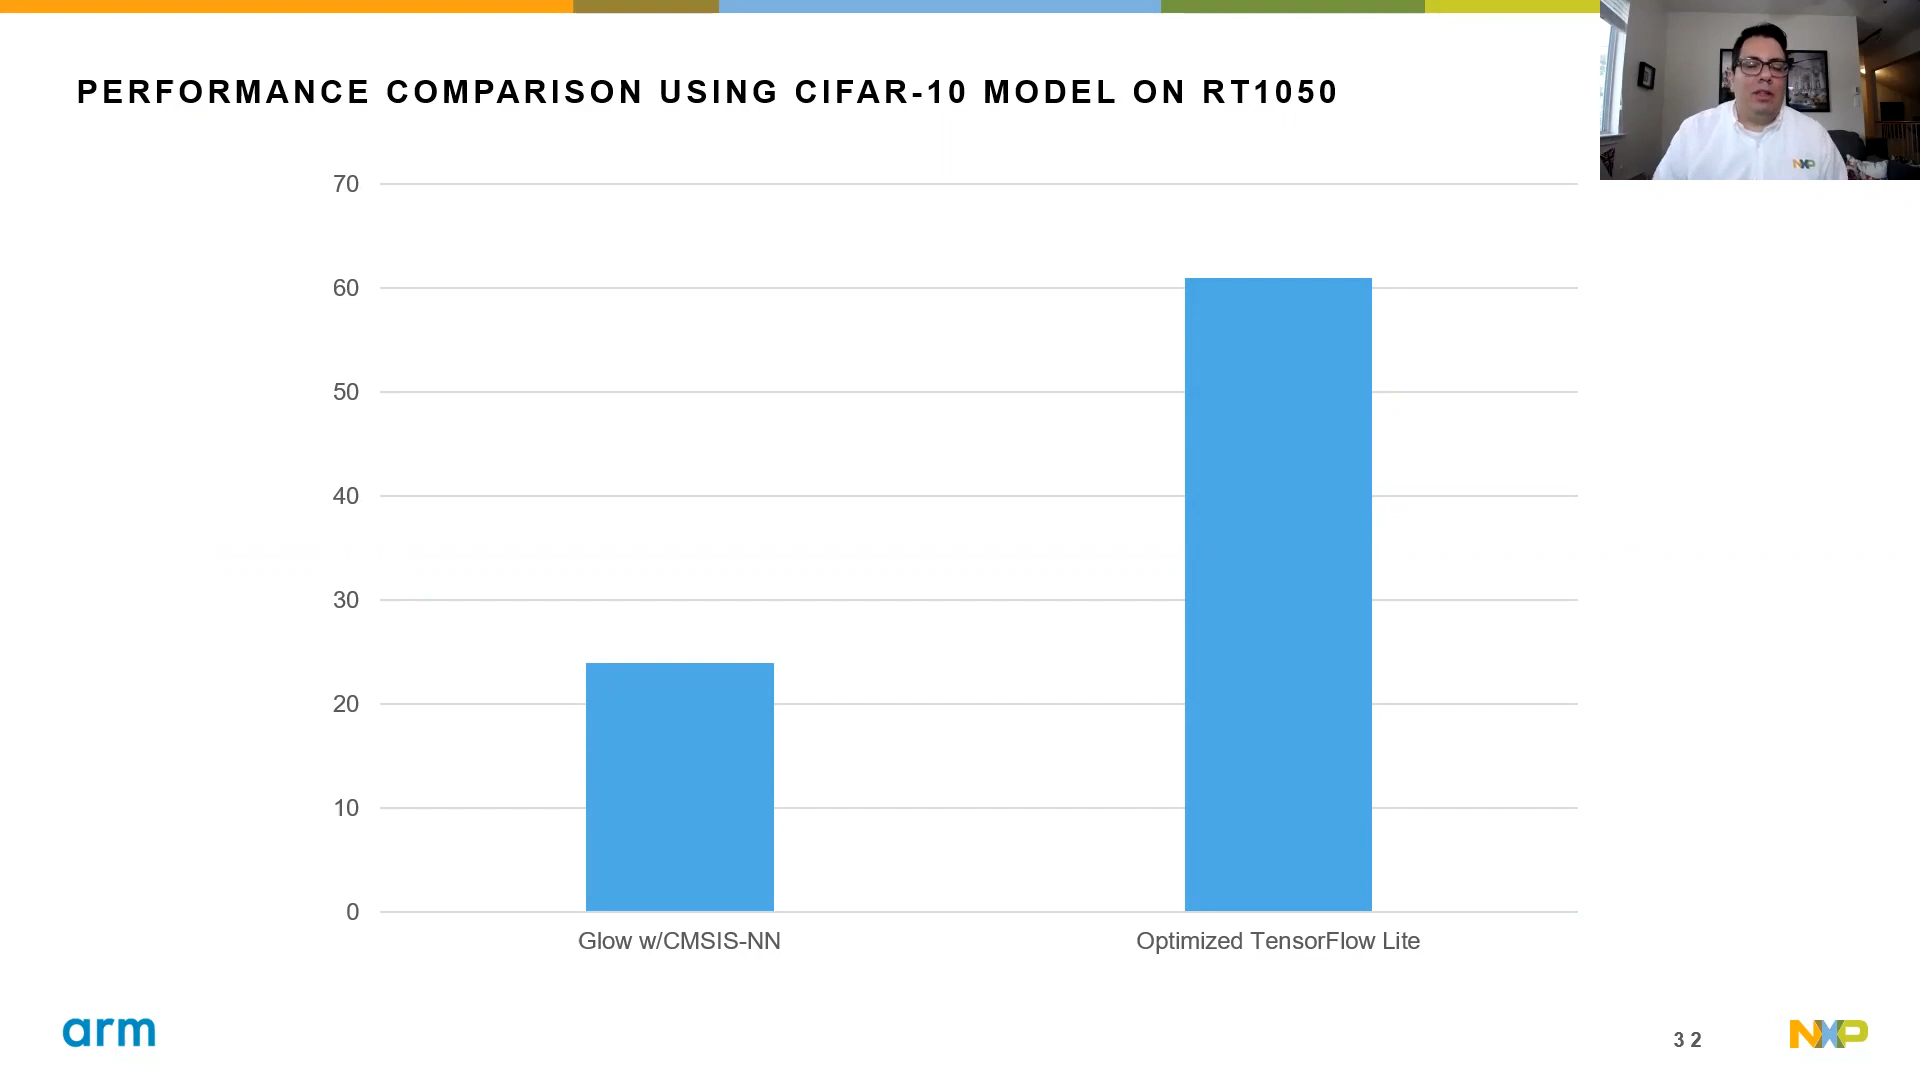 PERFORMANCE COMPARISON USING CIFAR-10 MODEL ON RT1050
NXP
70
60
50
40
30
20
10
0
Glow w/CMSIS-NN
Optimized TensorFlow Lite
arm
32
NXP